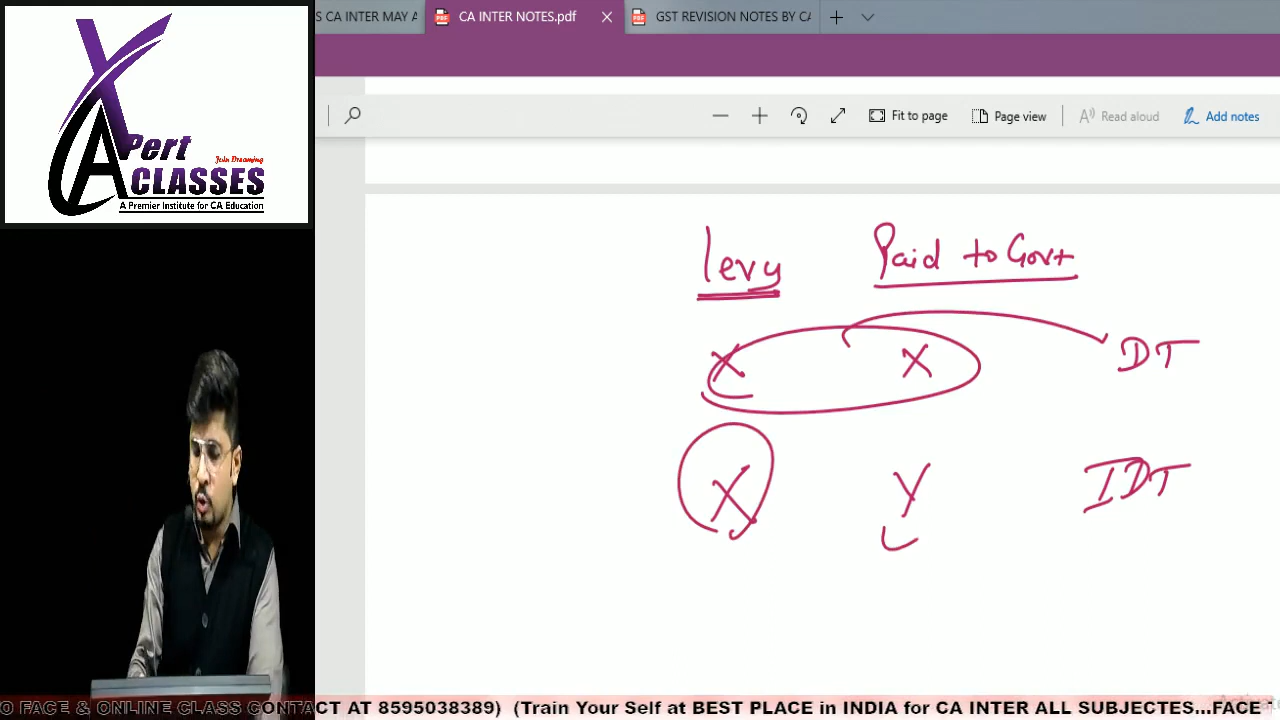 S CA INTER MAY A
CA INTER NOTES.pdf
GST REVISION NOTES BY CA
Fit to page
Page view
Read aloud
Add notes
XPert
Join Dreaming
CA CLASSES
A Premier Institute for CA Education
levy Paid to Govt
X X DT
X Y IDT
O FACE & ONLINE CLASS CONTACT AT 8595038389) (Train Your Self at BEST PLACE in INDIA for CA INTER ALL SUBJECTES...FACE